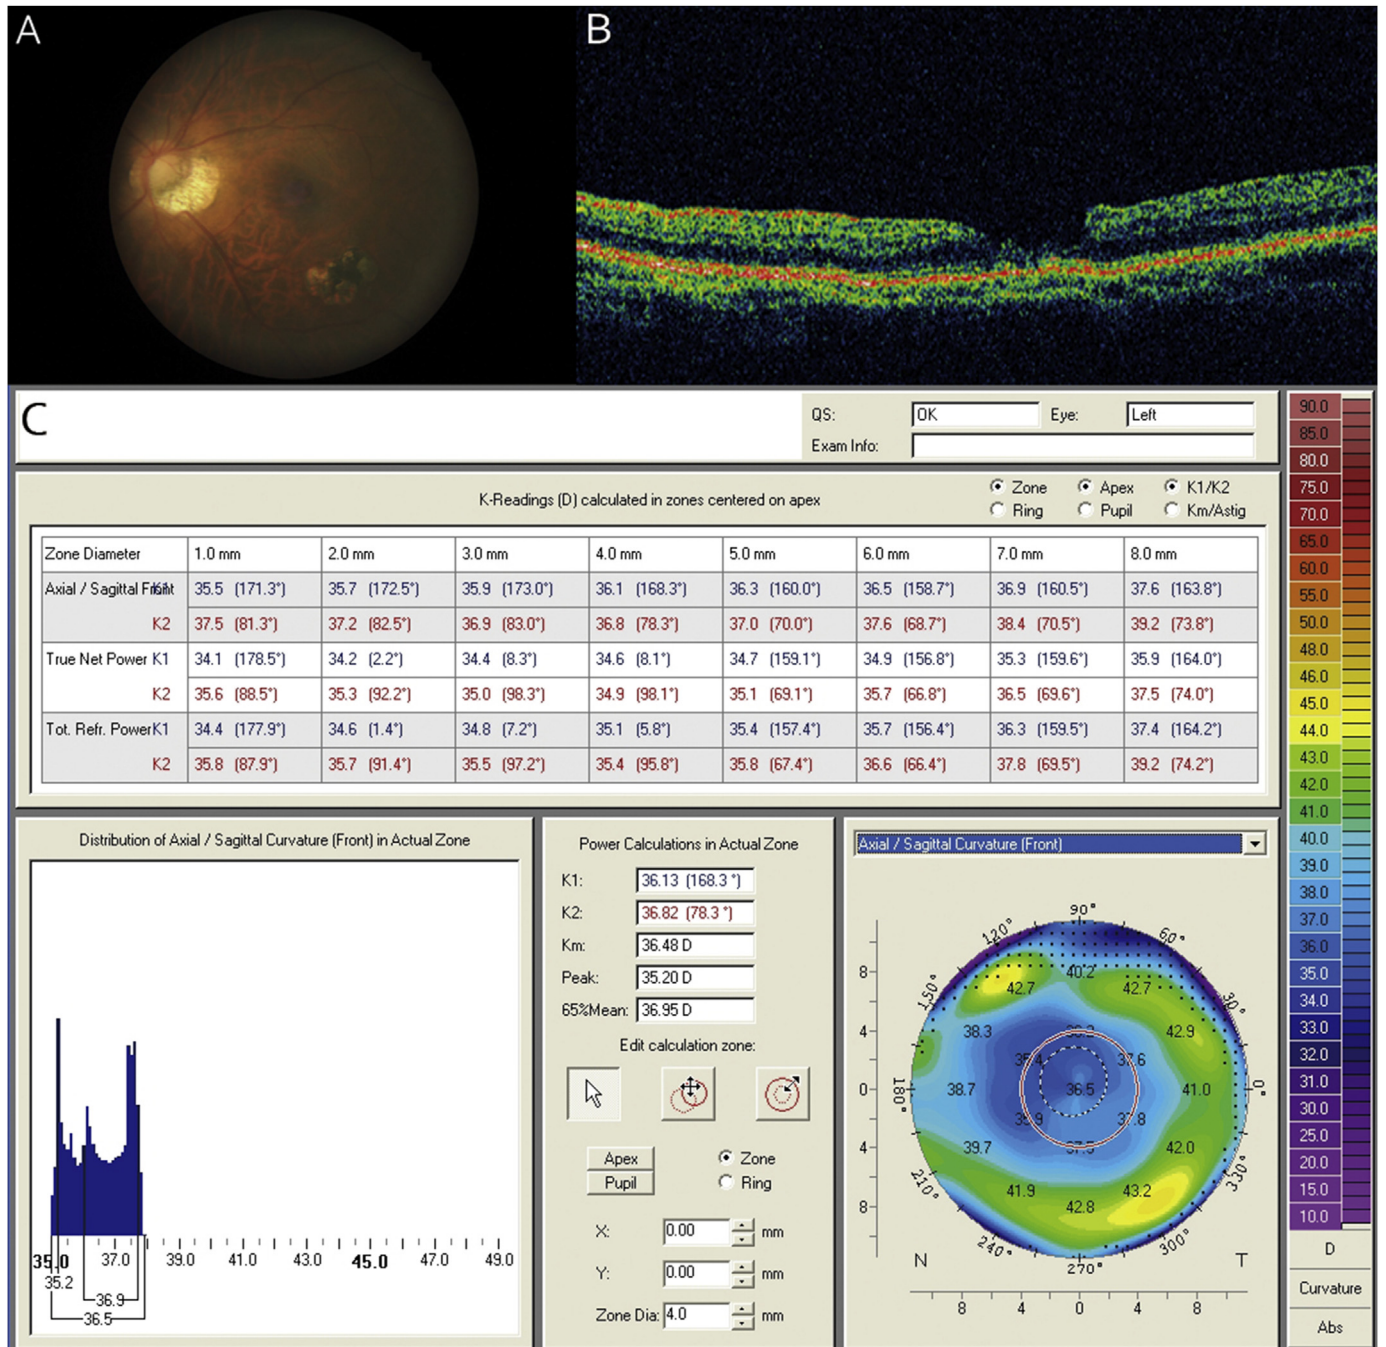 A
B
C
QS: OK Eye: Left
Exam Info:
K-Readings (D) calculated in zones centered on apex
Zone Apex K1/K2
Ring Pupil Km/Astig
Zone Diameter 1.0 mm 2.0 mm 3.0 mm 4.0 mm 5.0 mm 6.0 mm 7.0 mm 8.0 mm
Axial / Sagittal Front K1 35.5 (171.3°) 35.7 (172.5°) 35.9 (173.0°) 36.1 (168.3°) 36.3 (160.0°) 36.5 (158.7°) 36.9 (160.5°) 37.6 (163.8°)
K2 37.5 (81.3°) 37.2 (82.5°) 36.9 (83.0°) 36.8 (78.3°) 37.0 (70.0°) 37.6 (68.7°) 38.4 (70.5°) 39.2 (73.8°)
True Net Power K1 34.1 (178.5°) 34.2 (2.2°) 34.4 (8.3°) 34.6 (8.1°) 34.7 (159.1°) 34.9 (156.8°) 35.3 (159.6°) 35.9 (164.0°)
K2 35.6 (88.5°) 35.3 (92.2°) 35.0 (98.3°) 34.9 (98.1°) 35.1 (69.1°) 35.7 (66.8°) 36.5 (69.6°) 37.5 (74.0°)
Tot. Refr. Power K1 34.4 (177.9°) 34.6 (1.4°) 34.8 (7.2°) 35.1 (5.8°) 35.4 (157.4°) 35.7 (156.4°) 36.3 (159.5°) 37.4 (164.2°)
K2 35.8 (87.9°) 35.7 (91.4°) 35.5 (97.2°) 35.4 (95.8°) 35.8 (67.4°) 36.6 (66.4°) 37.8 (69.5°) 39.2 (74.2°)
Distribution of Axial / Sagittal Curvature (Front) in Actual Zone
35.0 37.0 39.0 41.0 43.0 45.0 47.0 49.0
35.2
36.9
36.5
Power Calculations in Actual Zone
K1: 36.13 (168.3 °)
K2: 36.82 (78.3 °)
Km: 36.48 D
Peak: 35.20 D
65%Mean: 36.95 D
Edit calculation zone:
Apex Zone
Pupil Ring
X: 0.00 mm
Y: 0.00 mm
Zone Dia: 4.0 mm
Axial / Sagittal Curvature (Front)
90°
120° 60°
8 40.2
42.7 42.7
150° 30°
4 38.3 36.2 42.9
37.6
0 180° 38.7 36.5 41.0 0°
35.9 37.8
4 39.7 37.5 42.0
210° 330°
41.9 43.2
8 42.8
240° 300°
270°
N T
8 4 0 4 8
90.0
85.0
80.0
75.0
70.0
65.0
60.0
55.0
50.0
48.0
46.0
45.0
44.0
43.0
42.0
41.0
40.0
39.0
38.0
37.0
36.0
35.0
34.0
33.0
32.0
31.0
30.0
25.0
20.0
15.0
10.0
D
Curvature
Abs